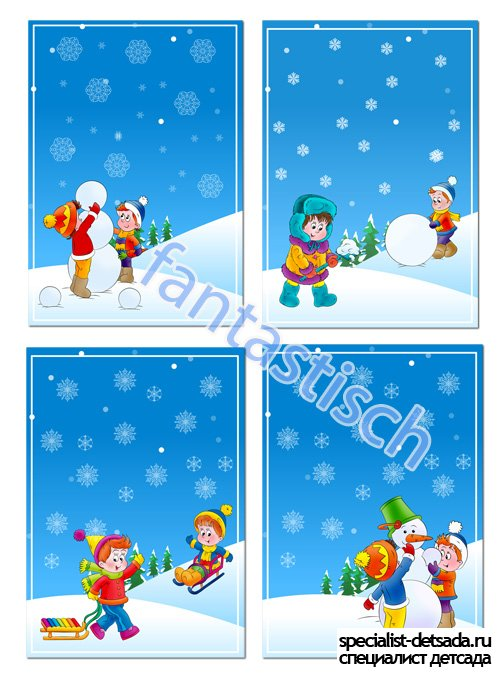 fantastisch
specialist-detsada.ru
специалист детсада